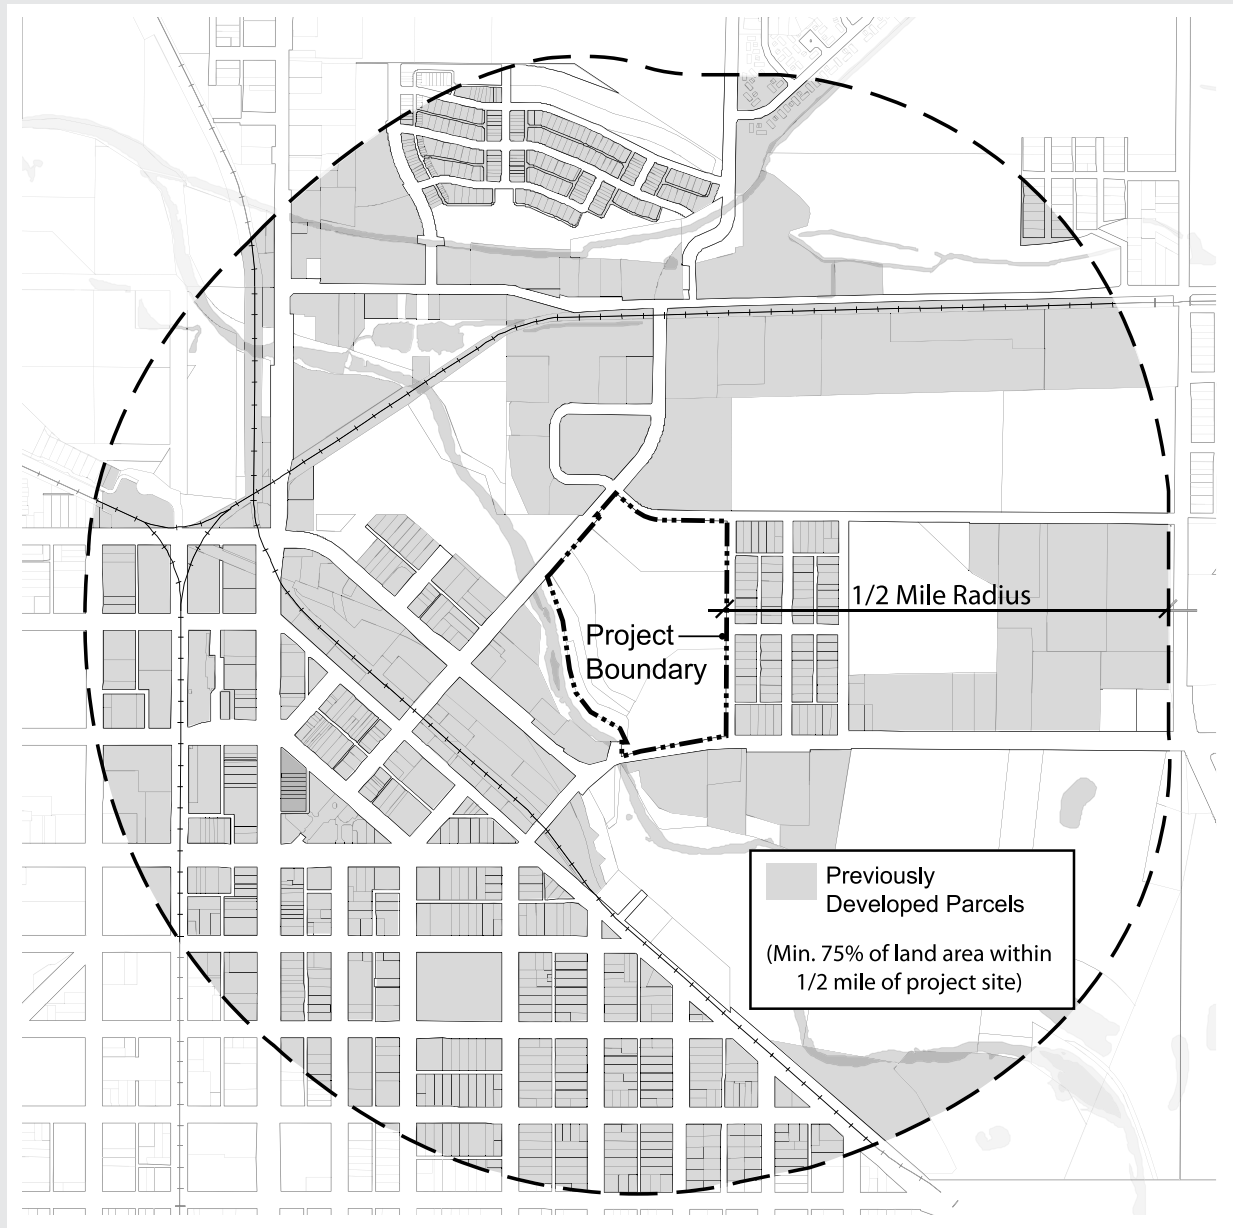 1/2 Mile Radius
Project
Boundary
Previously
Developed Parcels
(Min. 75% of land area within
1/2 mile of project site)